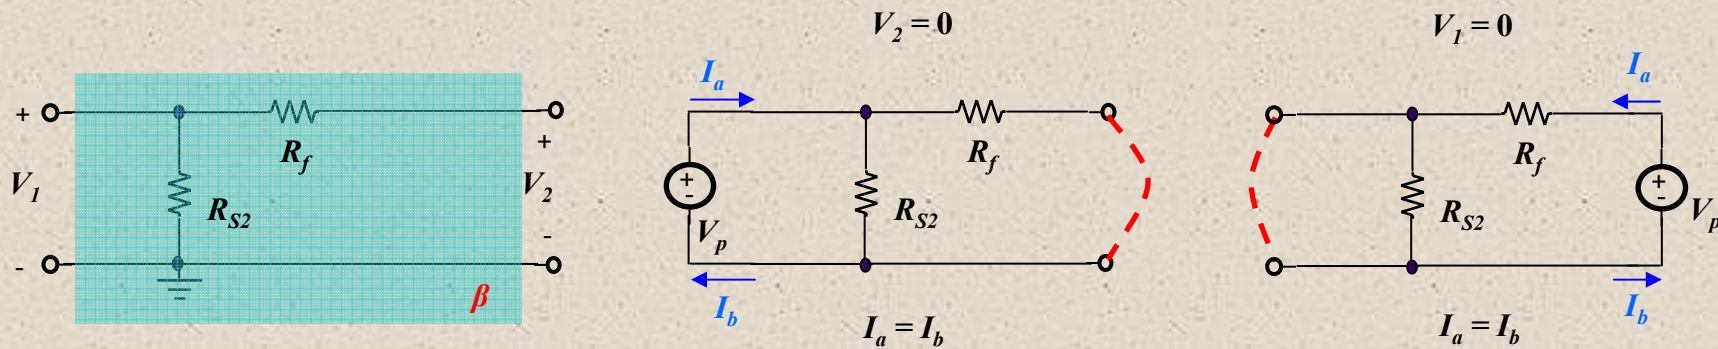 +
V1
-
Rf
RS2
+
V2
-
β
V2 = 0
Ia
+
-
Vp
Rf
RS2
Ib
Ia = Ib
V1 = 0
Ia
Rf
RS2
+
-
Vp
Ib
Ia = Ib